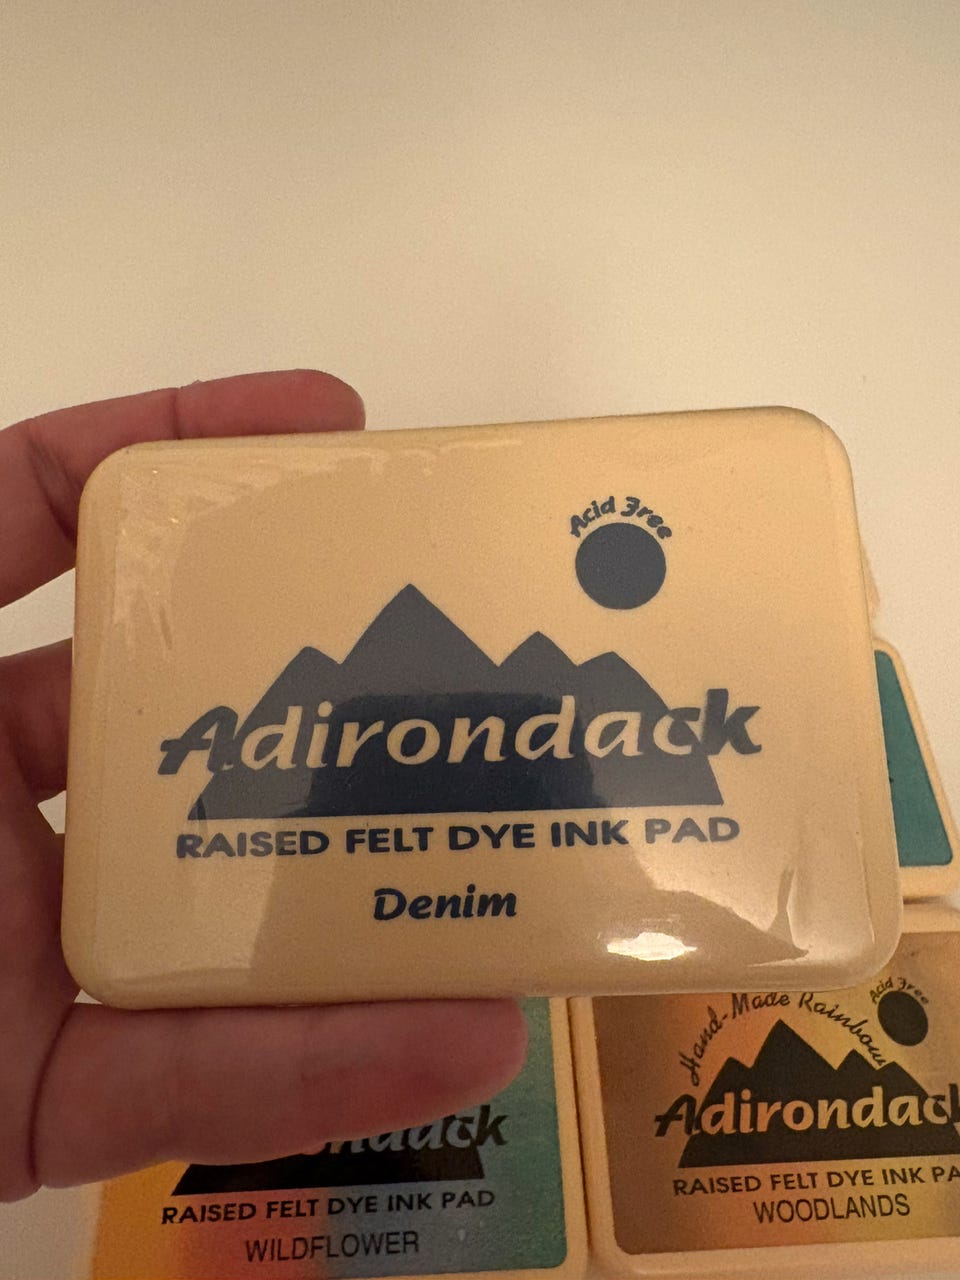 Acid Free
Adirondack
RAISED FELT DYE INK PAD
Denim
RAISED FELT DYE INK PAD
WILDFLOWER
Hand-Made Rainbow
Acid Free
Adirondack
RAISED FELT DYE INK
WOODLANDS